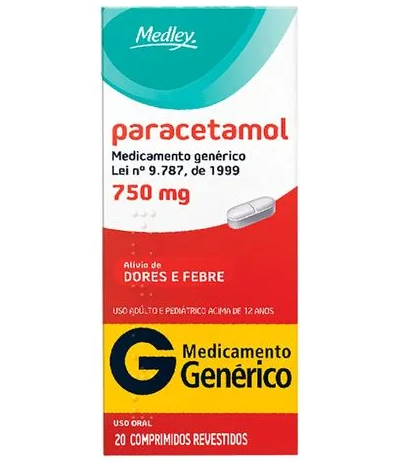 Medley.
paracetamol
Medicamento genérico
Lei nº 9.787, de 1999
750 mg
Alívio de
DORES E FEBRE
USO ADULTO E PEDIÁTRICO ACIMA DE 12 ANOS
G Medicamento
Genérico
USO ORAL
20 COMPRIMIDOS REVESTIDOS